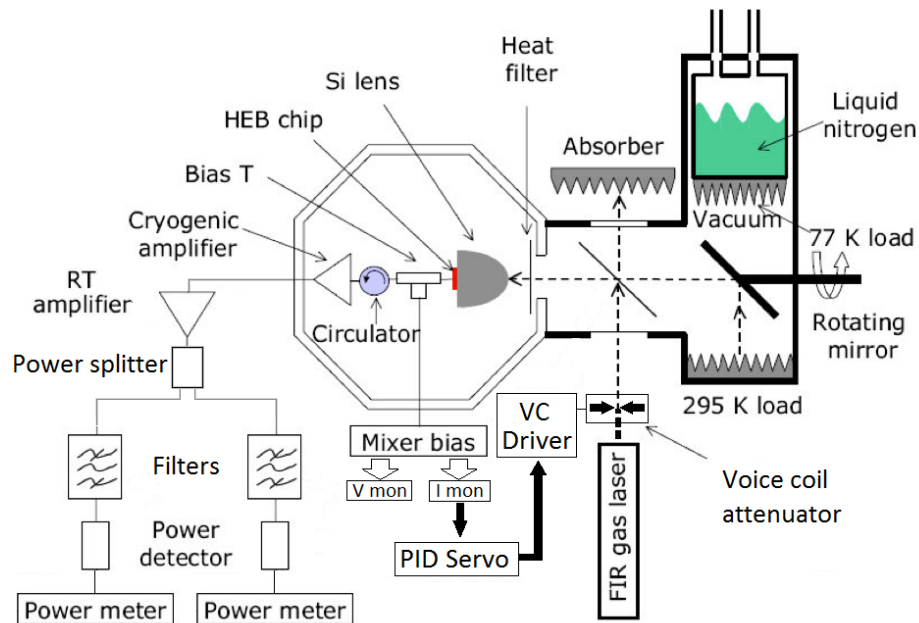 Heat
filter
Si lens
HEB chip
Bias T
Cryogenic
amplifier
RT
amplifier
Absorber
Liquid
nitrogen
Vacuum
77 K load
Rotating
mirror
295 K load
Circulator
Power splitter
Filters
Power
detector
Power meter
Power meter
Mixer bias
V mon
I mon
PID Servo
VC
Driver
FIR gas laser
Voice coil
attenuator